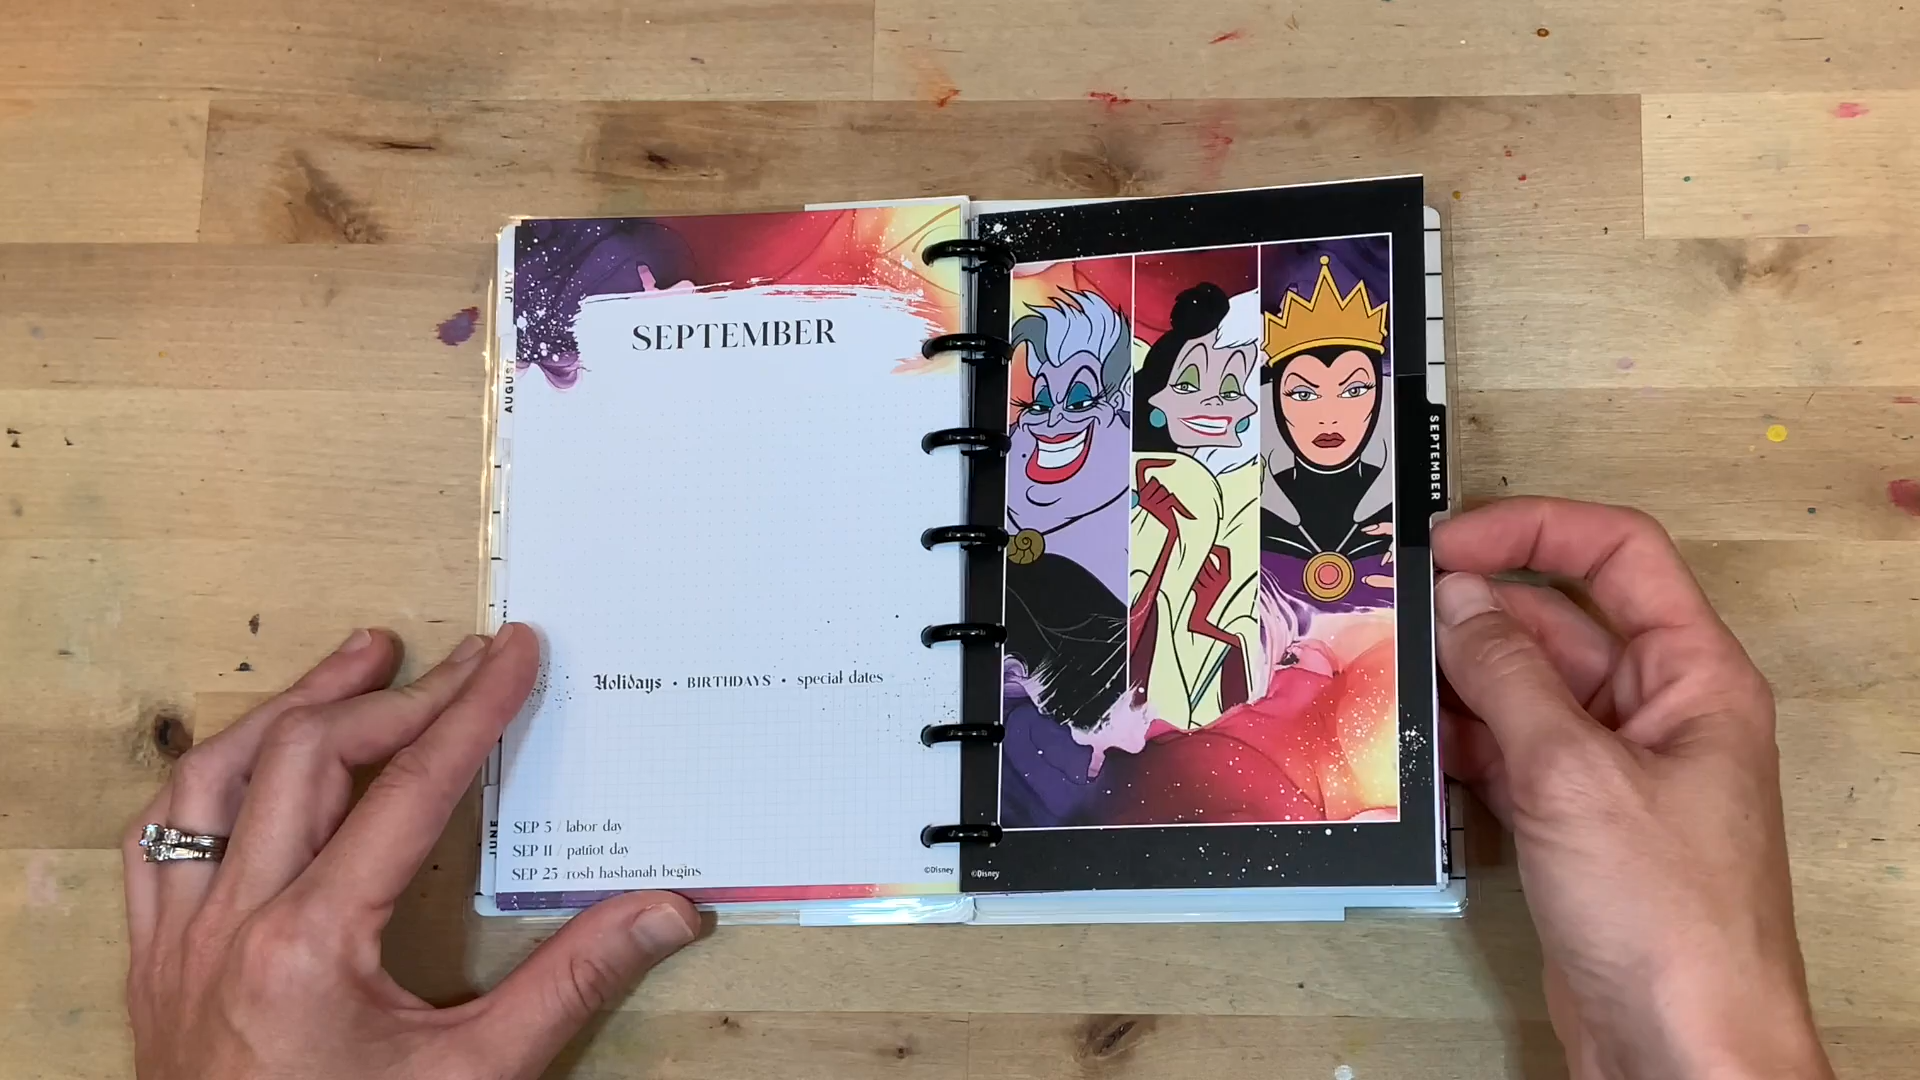 JULY
AUGUST
JUNE
SEPTEMBER
Holidays • BIRTHDAYS • special dates
SEP 5 / labor day
SEP 11 / patriot day
SEP 25 / rosh hashanah begins
©Disney
©Disney
SEPTEMBER